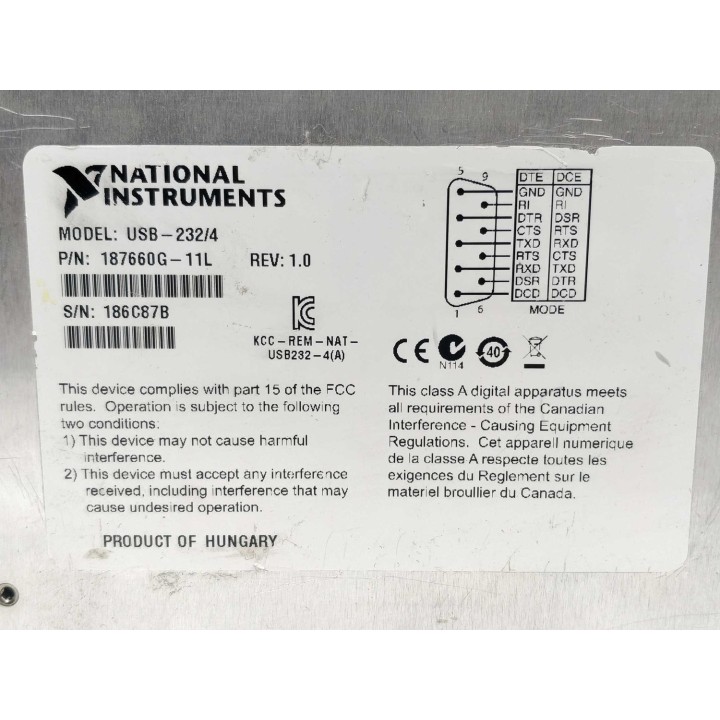 NATIONAL
INSTRUMENTS
MODEL: USB-232/4
P/N: 187660G-11L REV: 1.0
S/N: 186C87B
KCC-REM-NAT-
USB232-4(A)
5 9
DTE DCE
GND GND
RI RI
DTR DSR
CTS RTS
TXD RXD
RTS CTS
RXD TXD
DSR DTR
DCD DCD
1 6
MODE
CE N114 40
This device complies with part 15 of the FCC
rules. Operation is subject to the following
two conditions:
1) This device may not cause harmful
interference.
2) This device must accept any interference
received, including interference that may
cause undesired operation.
PRODUCT OF HUNGARY
This class A digital apparatus meets
all requirements of the Canadian
Interference - Causing Equipment
Regulations. Cet appareil numerique
de la classe A respecte toutes les
exigences du Reglement sur le
materiel broullier du Canada.